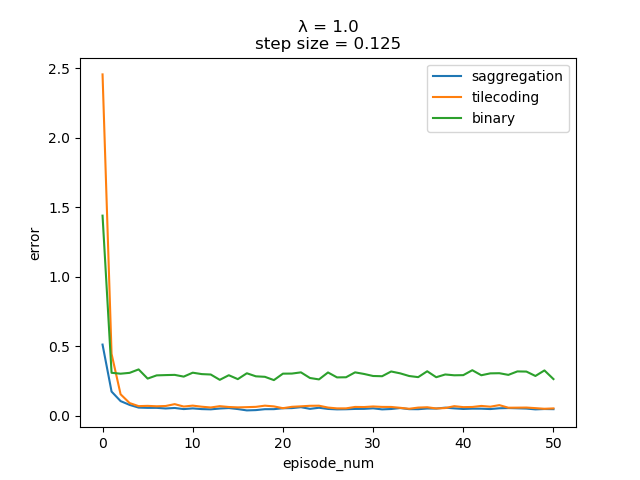 λ = 1.0
step size = 0.125
saggregation
tilecoding
binary
error
2.5
2.0
1.5
1.0
0.5
0.0
0 10 20 30 40 50
episode_num